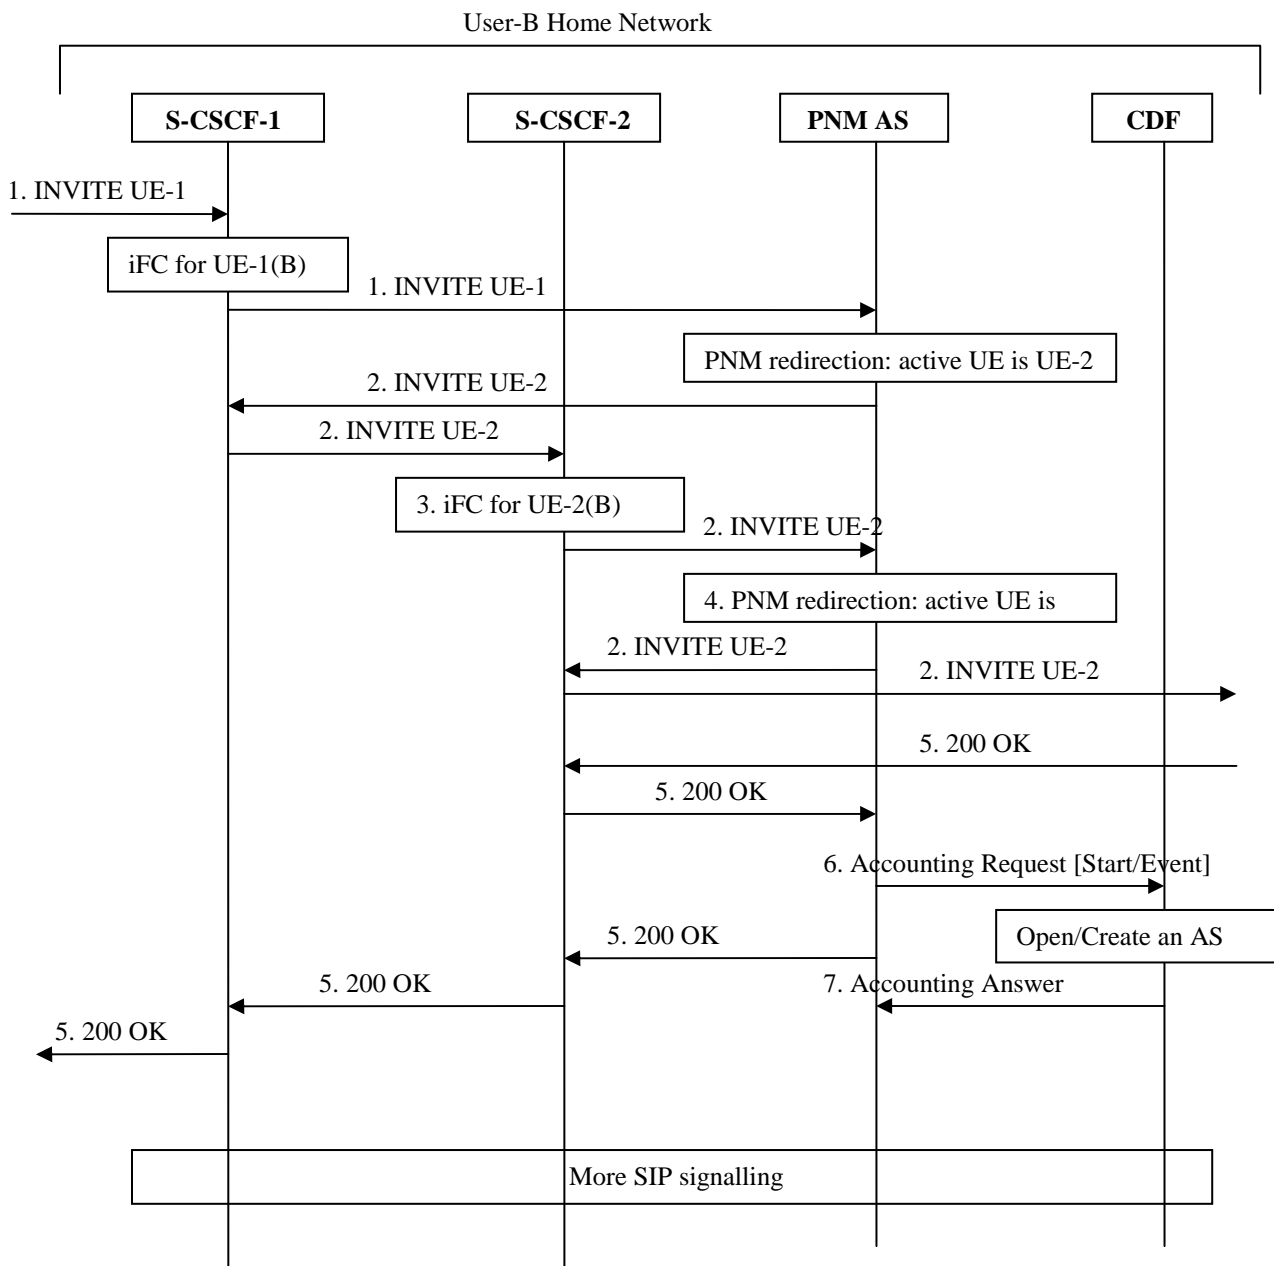 User-B Home Network
S-CSCF-1
S-CSCF-2
PNM AS
CDF
1. INVITE UE-1
iFC for UE-1(B)
1. INVITE UE-1
PNM redirection: active UE is UE-2
2. INVITE UE-2
2. INVITE UE-2
3. iFC for UE-2(B)
2. INVITE UE-2
4. PNM redirection: active UE is
2. INVITE UE-2
2. INVITE UE-2
5. 200 OK
5. 200 OK
6. Accounting Request [Start/Event]
Open/Create an AS
5. 200 OK
7. Accounting Answer
5. 200 OK
5. 200 OK
More SIP signalling